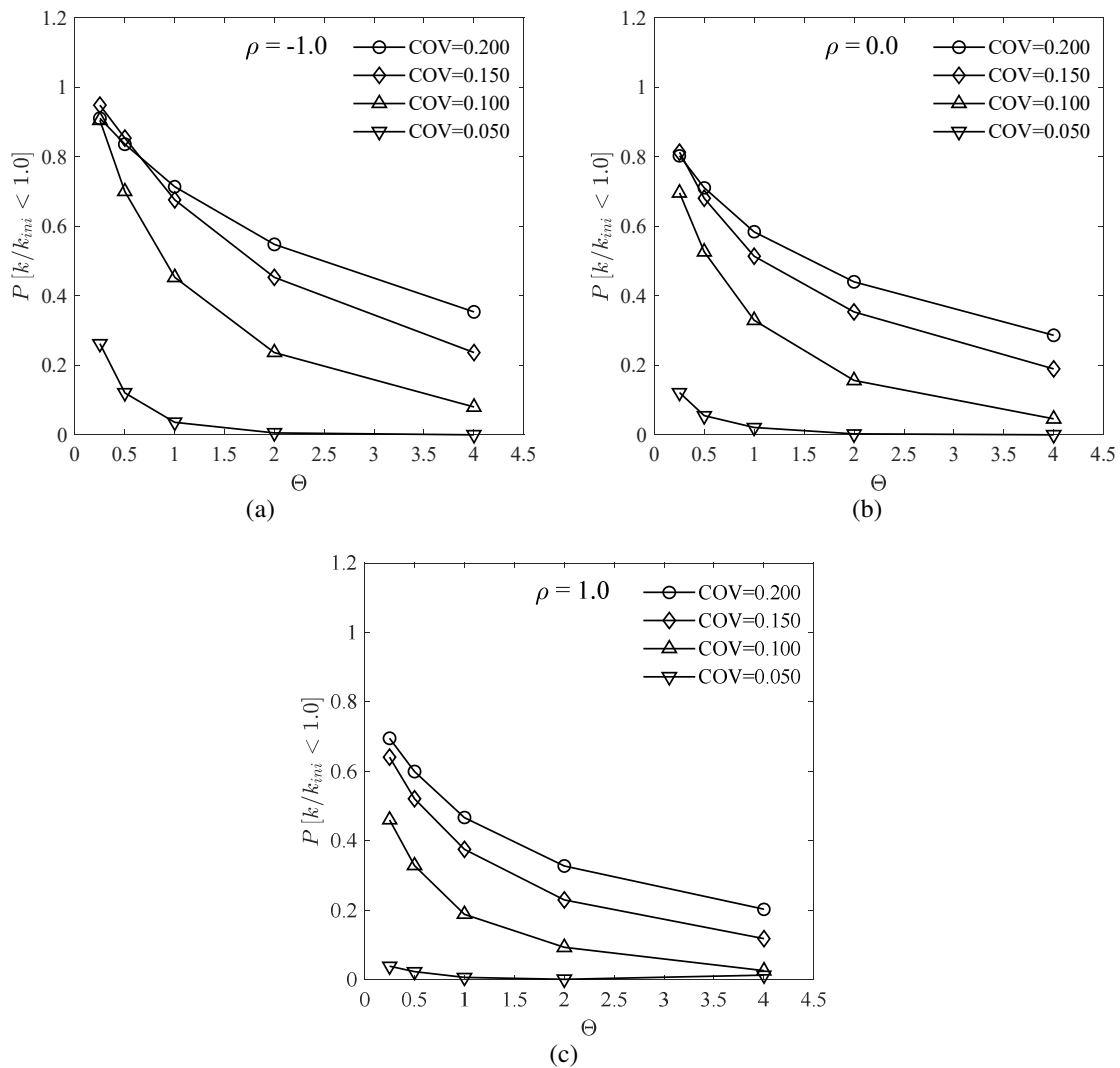 ρ = -1.0
COV=0.200
COV=0.150
COV=0.100
COV=0.050
P [k/k_ini < 1.0]
1.2
1
0.8
0.6
0.4
0.2
0
0 0.5 1 1.5 2 2.5 3 3.5 4 4.5
Θ
(a)
ρ = 0.0
COV=0.200
COV=0.150
COV=0.100
COV=0.050
P [k/k_ini < 1.0]
1.2
1
0.8
0.6
0.4
0.2
0
0 0.5 1 1.5 2 2.5 3 3.5 4 4.5
Θ
(b)
ρ = 1.0
COV=0.200
COV=0.150
COV=0.100
COV=0.050
P [k/k_ini < 1.0]
1.2
1
0.8
0.6
0.4
0.2
0
0 0.5 1 1.5 2 2.5 3 3.5 4 4.5
Θ
(c)